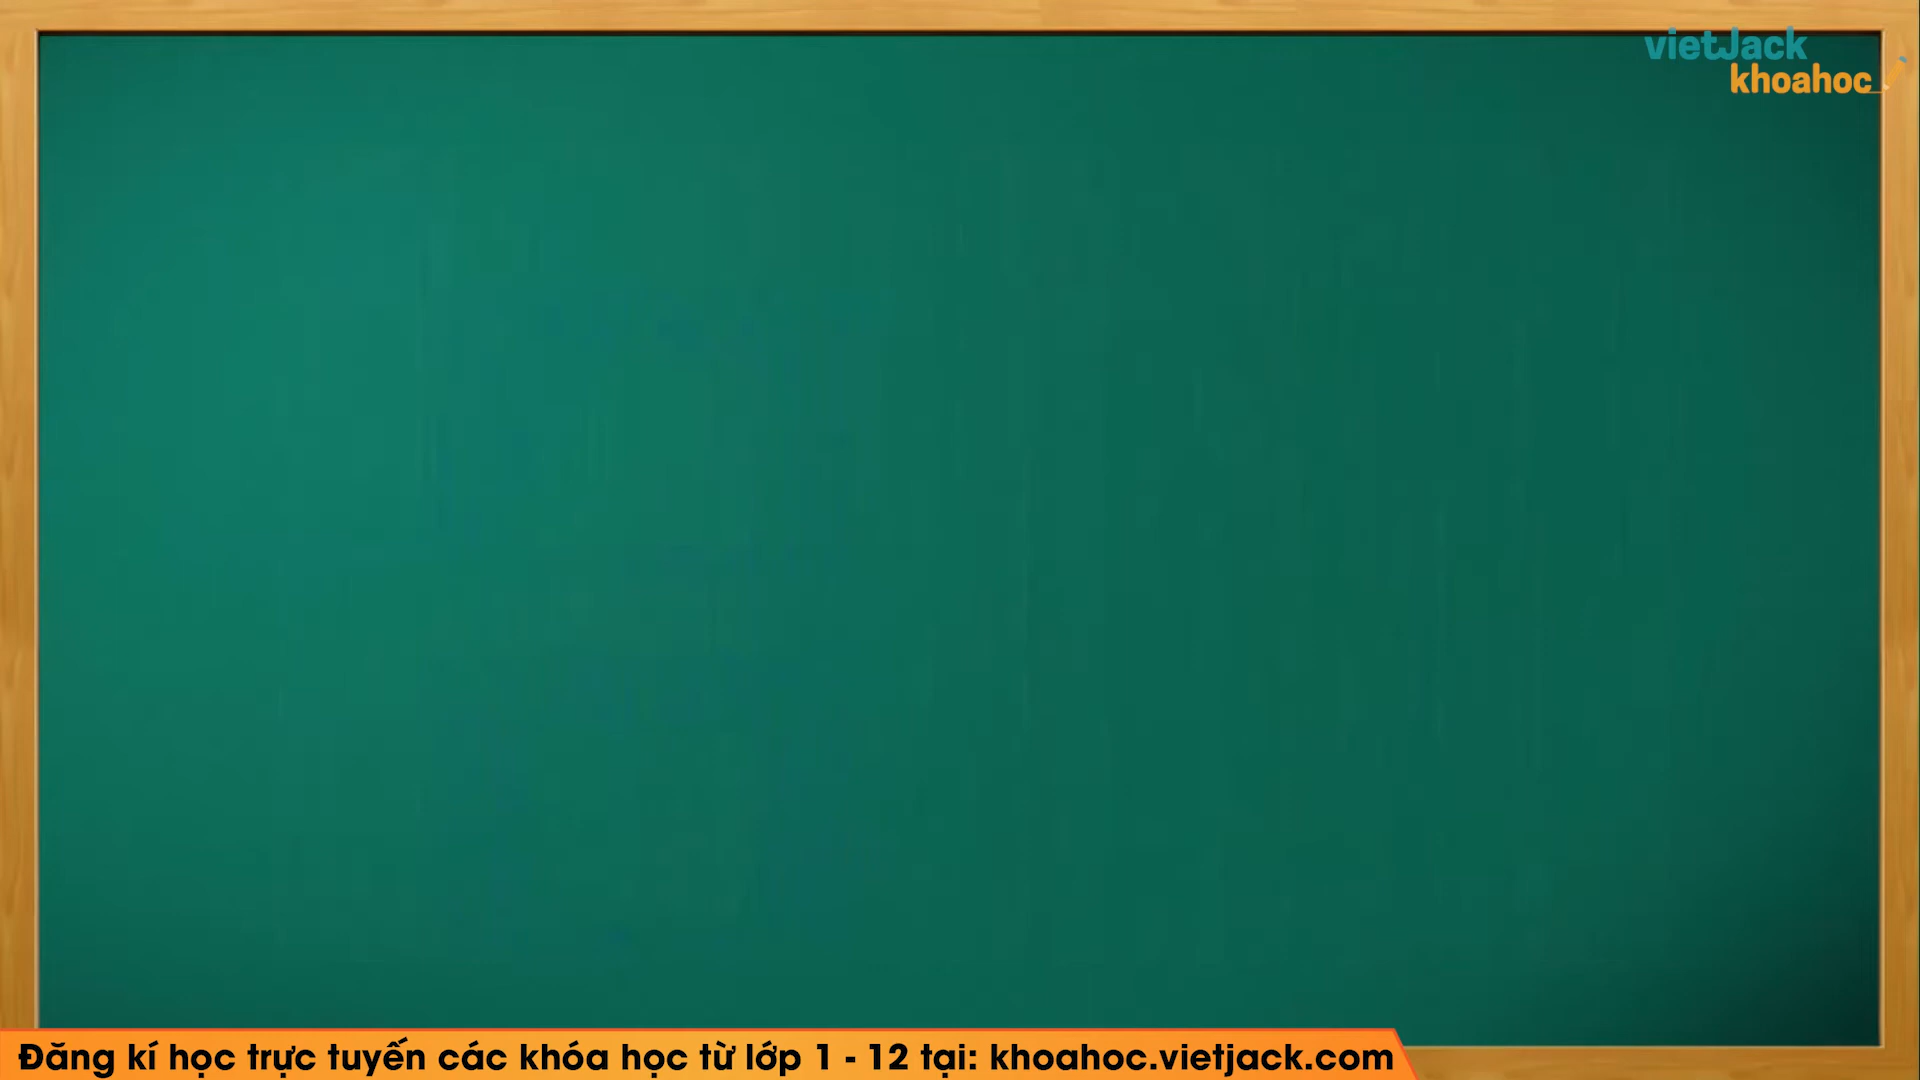 vietJack
khoahoc
Đăng kí học trực tuyến các khóa học từ lớp 1 - 12 tại: khoahoc.vietjack.com